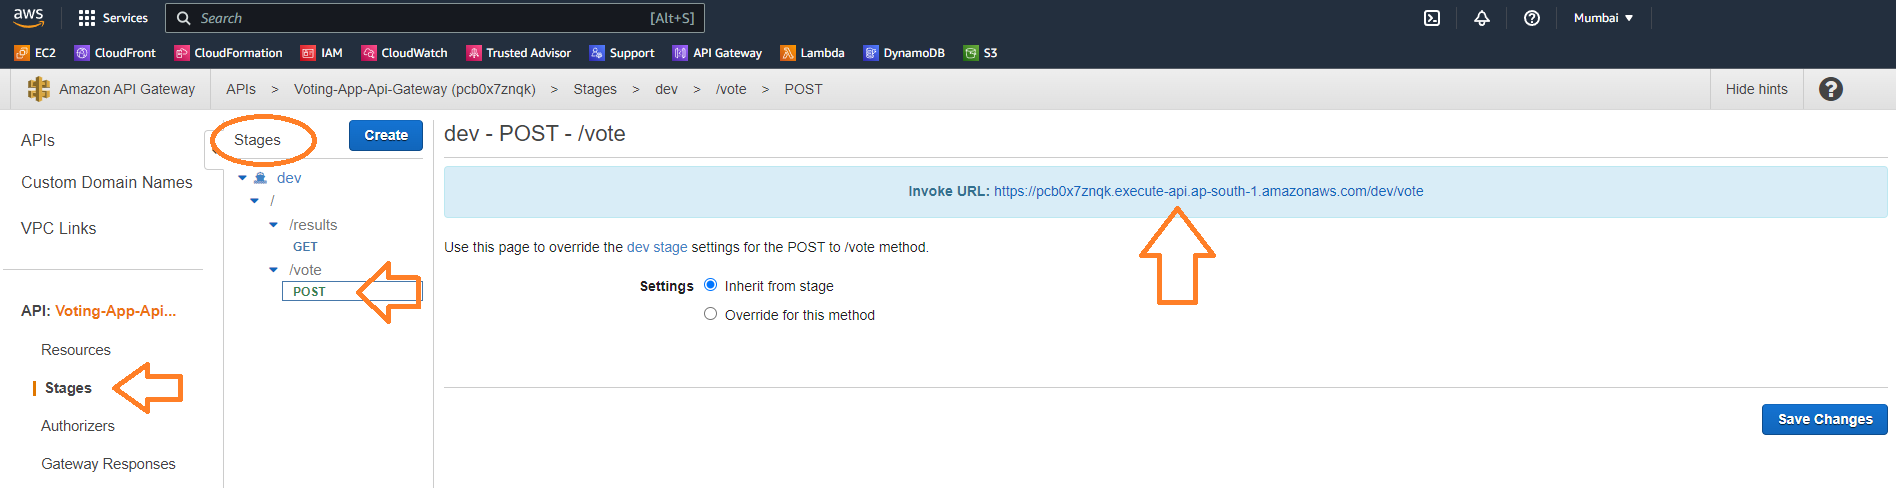 aws Services Search [Alt+S] Mumbai
EC2 CloudFront CloudFormation IAM CloudWatch Trusted Advisor Support API Gateway Lambda DynamoDB S3
Amazon API Gateway APIs > Voting-App-Api-Gateway (pcb0x7znqk) > Stages > dev > /vote > POST Hide hints ?
APIs
Custom Domain Names
VPC Links
API: Voting-App-Api...
Resources
Stages
Authorizers
Gateway Responses
Stages Create
dev
/
/results
GET
/vote
POST
dev - POST - /vote
Invoke URL: https://pcb0x7znqk.execute-api.ap-south-1.amazonaws.com/dev/vote
Use this page to override the dev stage settings for the POST to /vote method.
Settings Inherit from stage
Override for this method
Save Changes